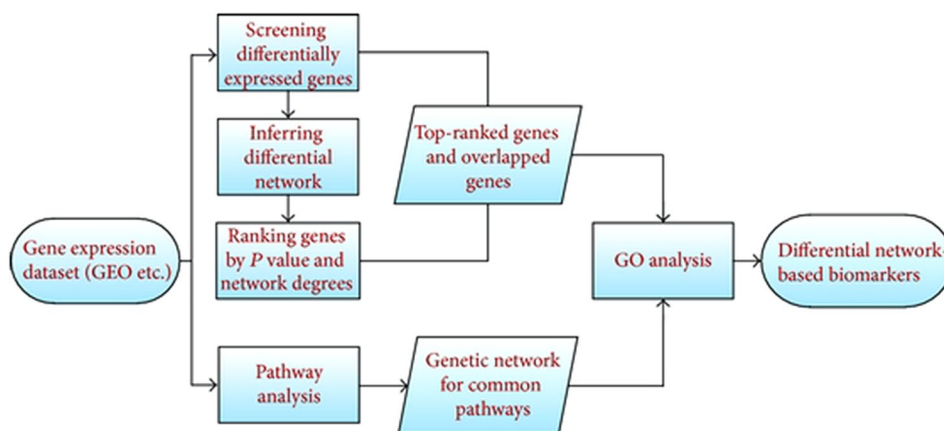 Screening
differentially
expressed genes
Inferring
differential
network
Ranking genes
by P value and
network degrees
Top-ranked genes
and overlapped
genes
Gene expression
dataset (GEO etc.)
GO analysis
Differential network-
based biomarkers
Pathway
analysis
Genetic network
for common
pathways